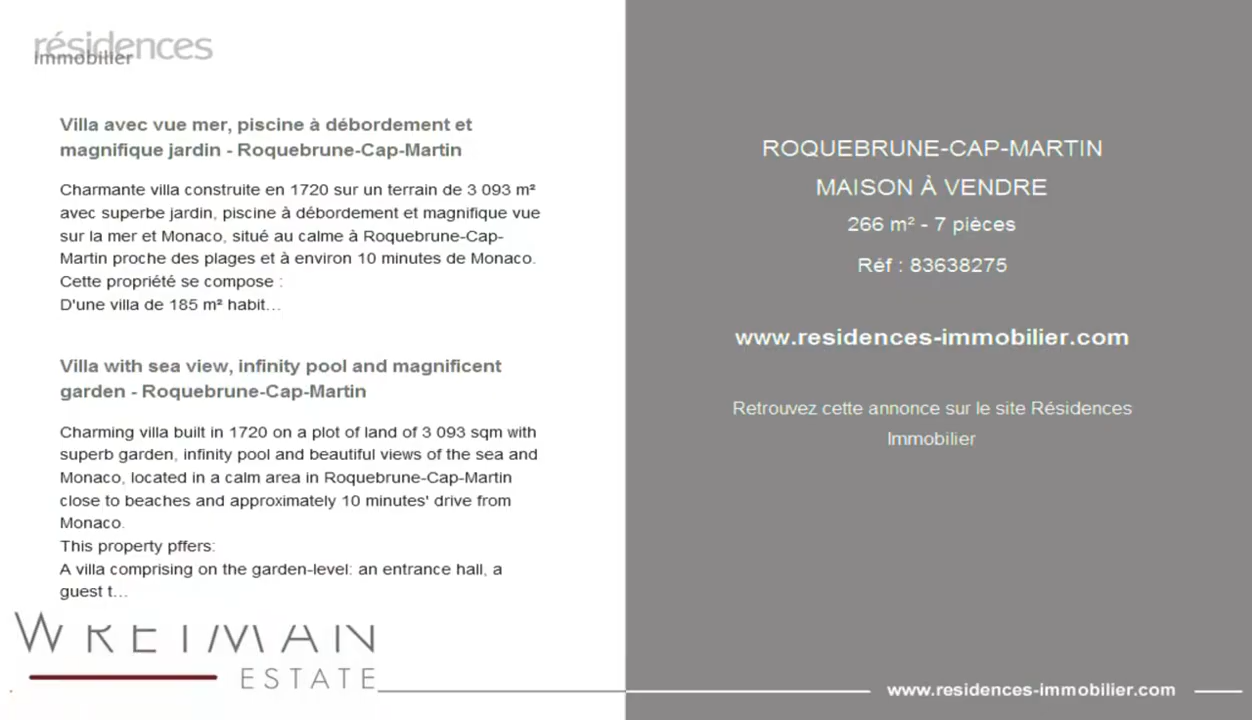 résidences
Immobilier
Villa avec vue mer, piscine à débordement et
magnifique jardin - Roquebrune-Cap-Martin
Charmante villa construite en 1720 sur un terrain de 3 093 m²
avec superbe jardin, piscine à débordement et magnifique vue
sur la mer et Monaco, situé au calme à Roquebrune-Cap-
Martin proche des plages et à environ 10 minutes de Monaco.
Cette propriété se compose :
D'une villa de 185 m² habit...
Villa with sea view, infinity pool and magnificent
garden - Roquebrune-Cap-Martin
Charming villa built in 1720 on a plot of land of 3 093 sqm with
superb garden, infinity pool and beautiful views of the sea and
Monaco, located in a calm area in Roquebrune-Cap-Martin
close to beaches and approximately 10 minutes' drive from
Monaco.
This property pffers:
A villa comprising on the garden-level: an entrance hall, a
guest t...
WRETMAN
ESTATE
ROQUEBRUNE-CAP-MARTIN
MAISON À VENDRE
266 m² - 7 pièces
Réf : 83638275
www.residences-immobilier.com
Retrouvez cette annonce sur le site Résidences
Immobilier
www.residences-immobilier.com